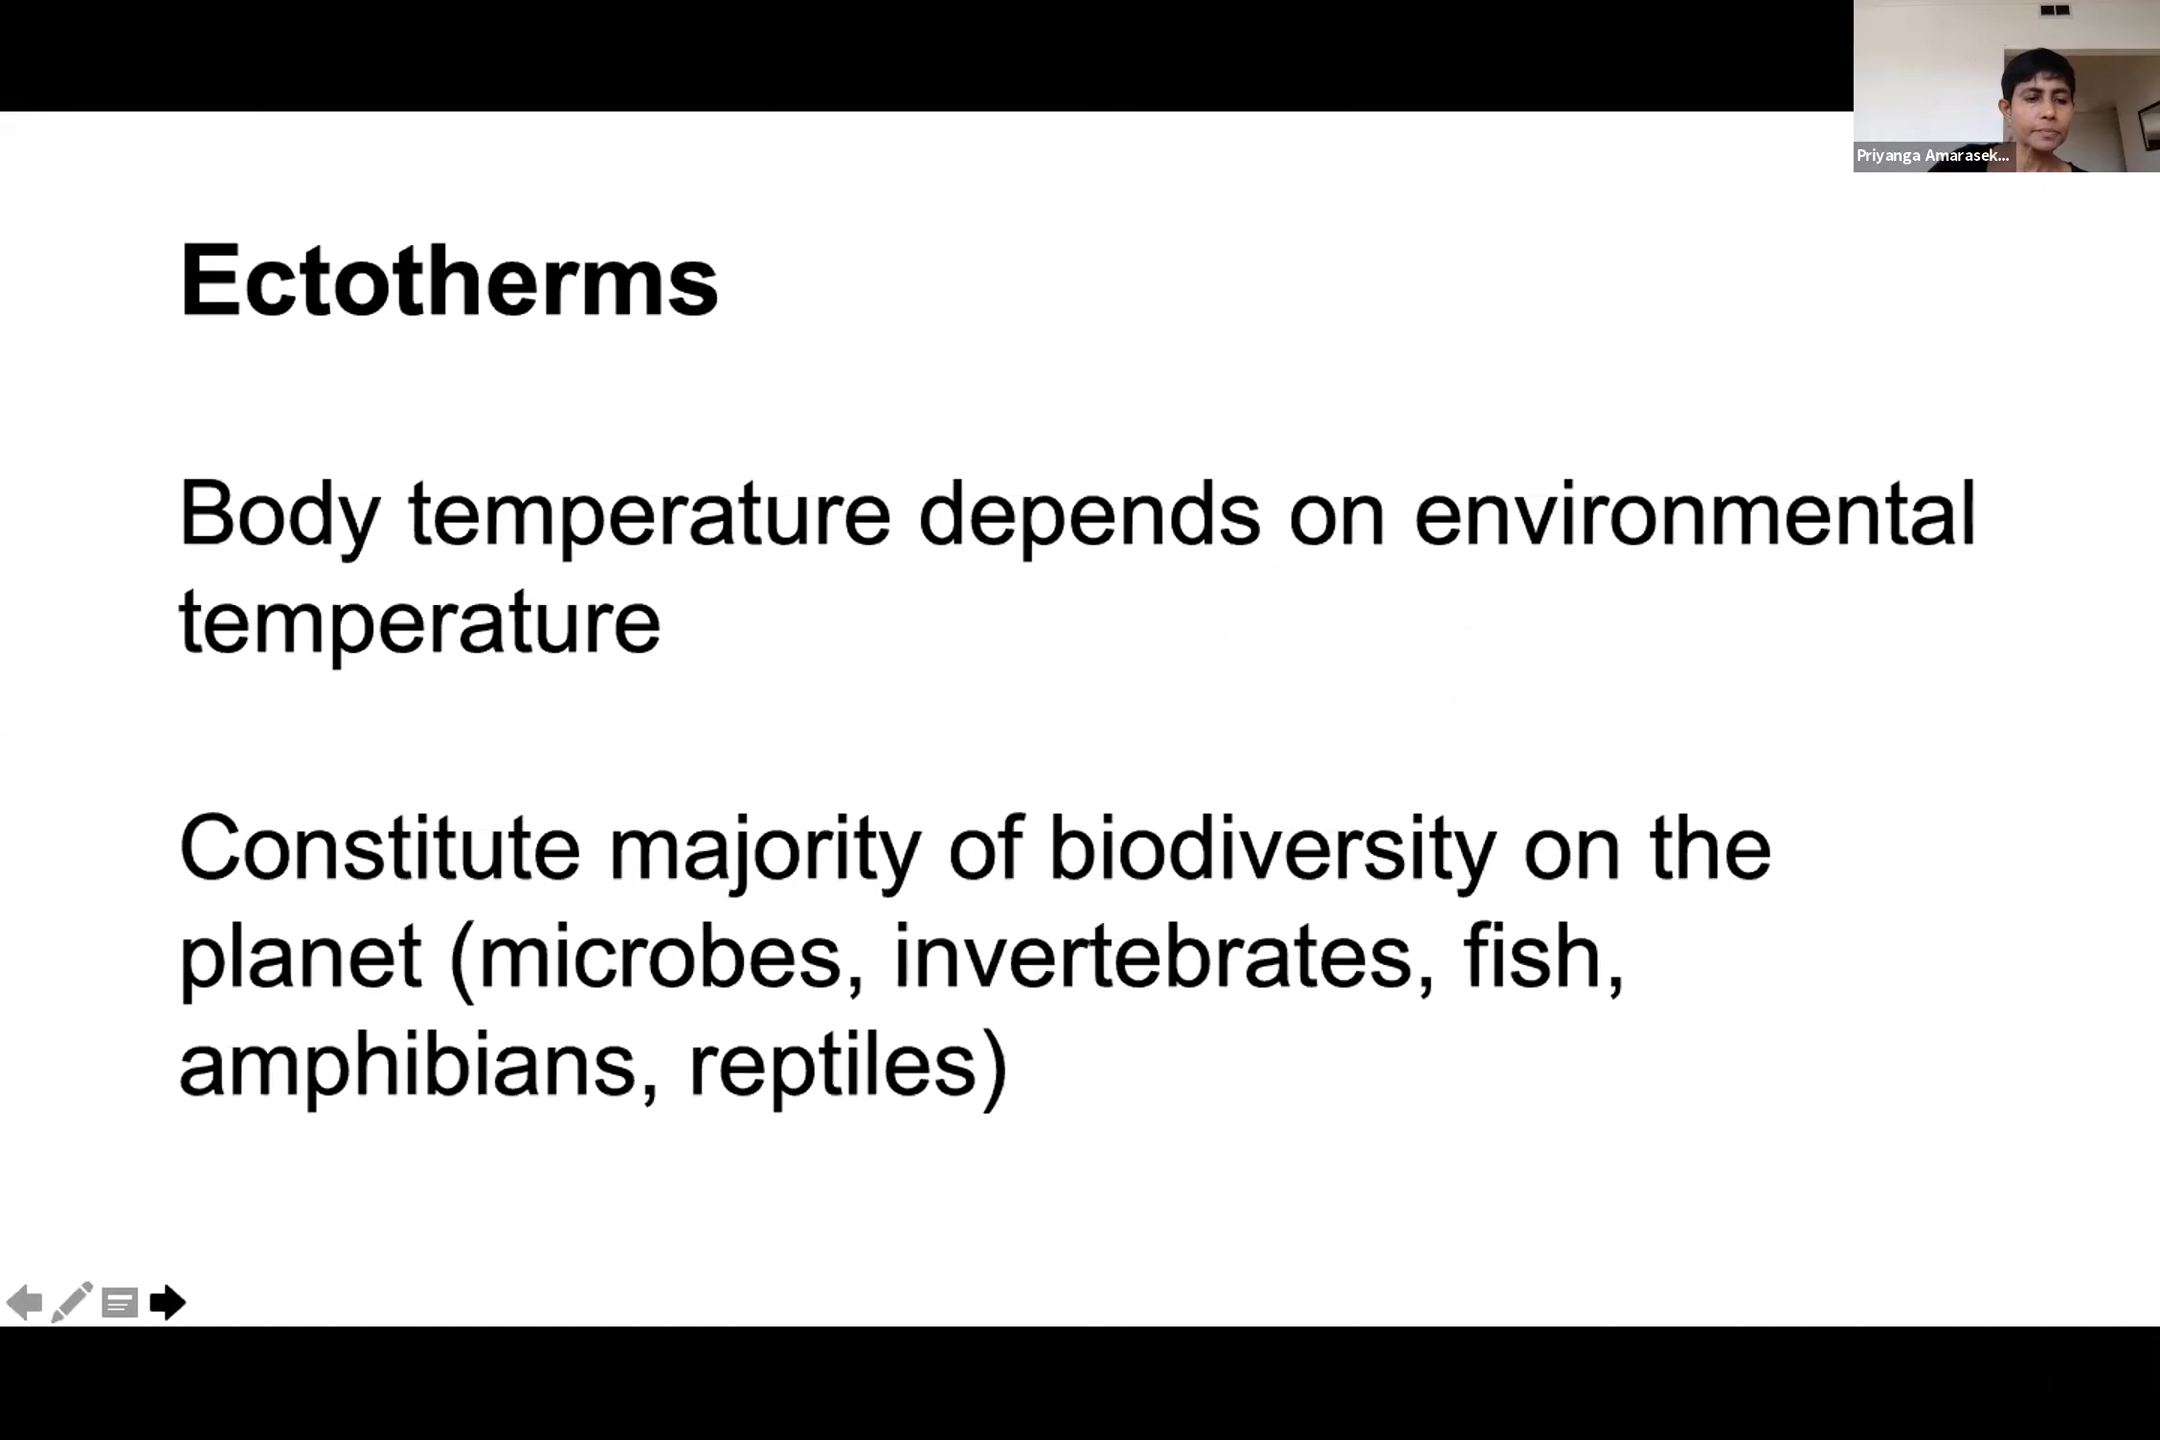 Priyanga Amarasek...
Ectotherms
Body temperature depends on environmental
temperature
Constitute majority of biodiversity on the
planet (microbes, invertebrates, fish,
amphibians, reptiles)